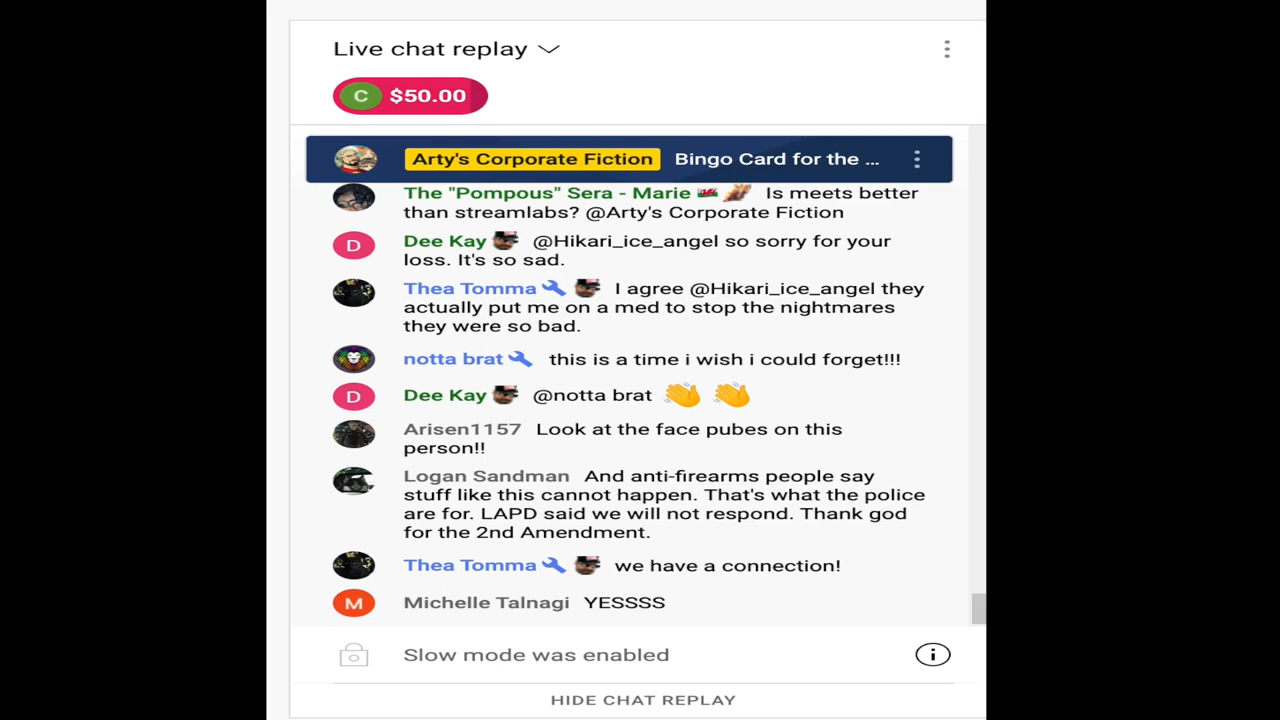 Live chat replay
C $50.00
Arty's Corporate Fiction Bingo Card for the ...
The "Pompous" Sera - Marie Is meets better
than streamlabs? @Arty's Corporate Fiction
D Dee Kay @Hikari_ice_angel so sorry for your
loss. It's so sad.
Thea Tomma I agree @Hikari_ice_angel they
actually put me on a med to stop the nightmares
they were so bad.
notta brat this is a time i wish i could forget!!!
D Dee Kay @notta brat
Arisen1157 Look at the face pubes on this
person!!
Logan Sandman And anti-firearms people say
stuff like this cannot happen. That's what the police
are for. LAPD said we will not respond. Thank god
for the 2nd Amendment.
Thea Tomma we have a connection!
M Michelle Talnagi YESSSS
Slow mode was enabled
HIDE CHAT REPLAY